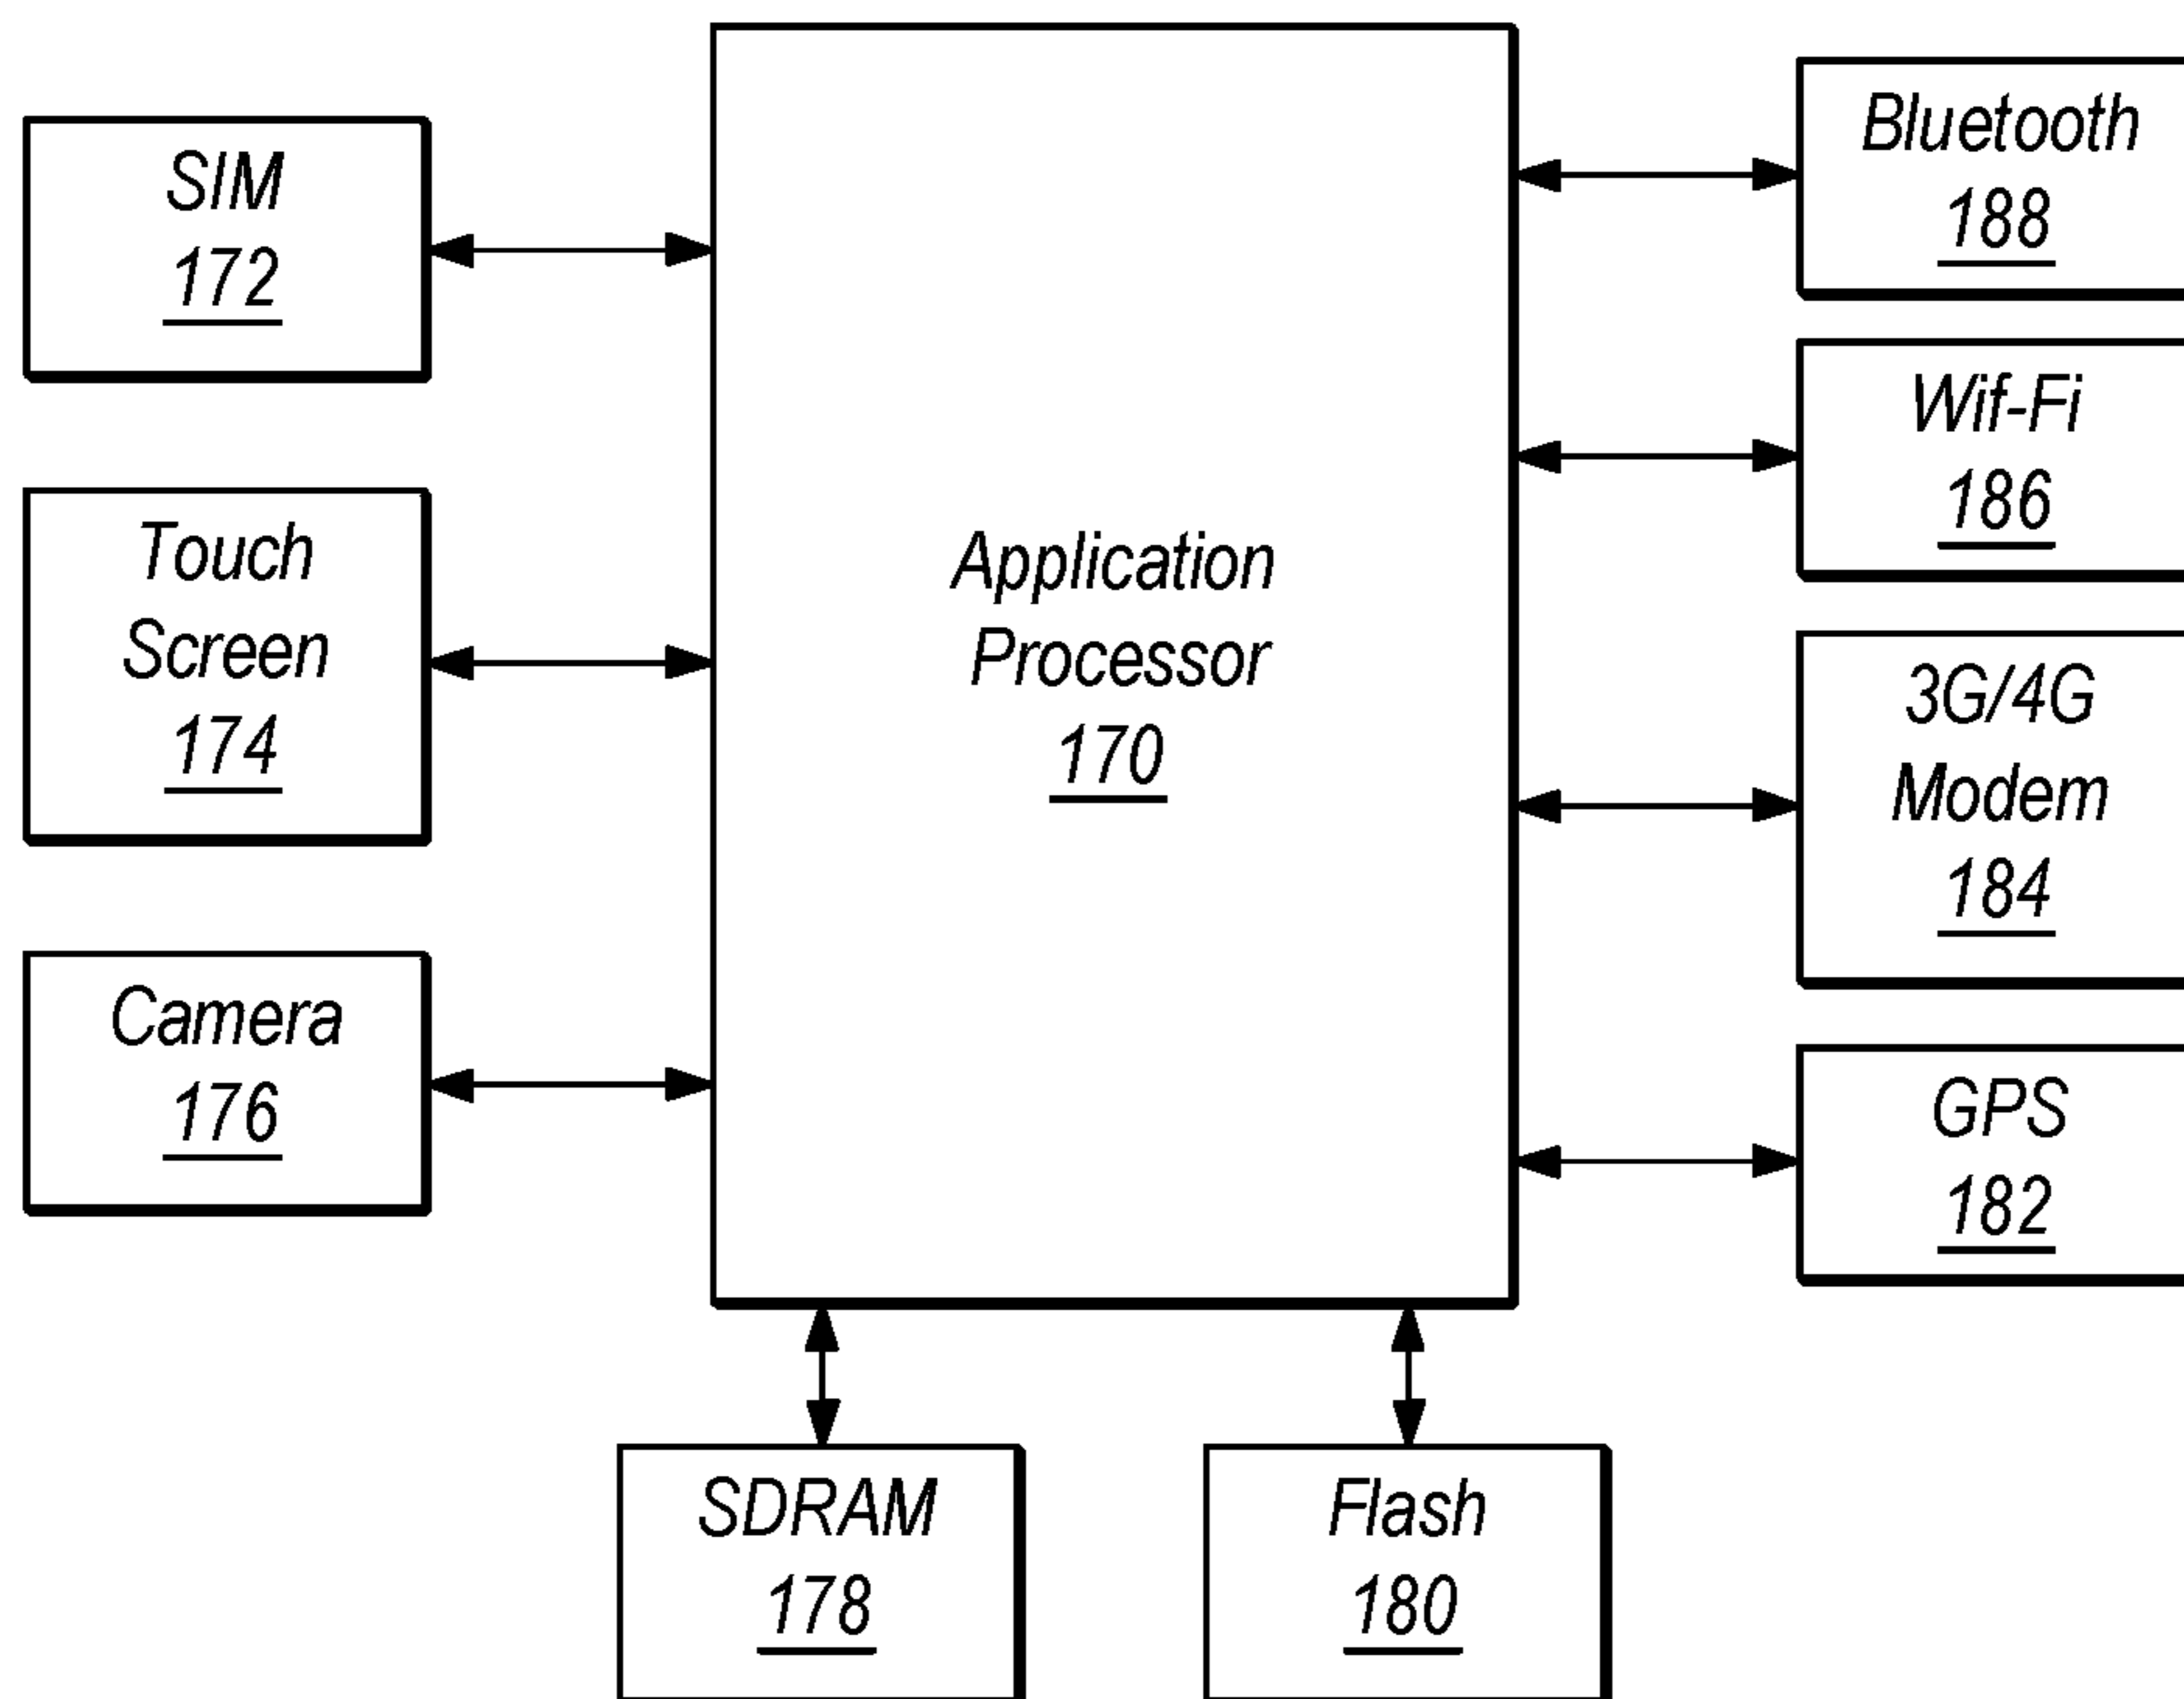 SIM
172
Touch
Screen
174
Camera
176
Application
Processor
170
SDRAM
178
Flash
180
Bluetooth
188
Wif-Fi
186
3G/4G
Modem
184
GPS
182